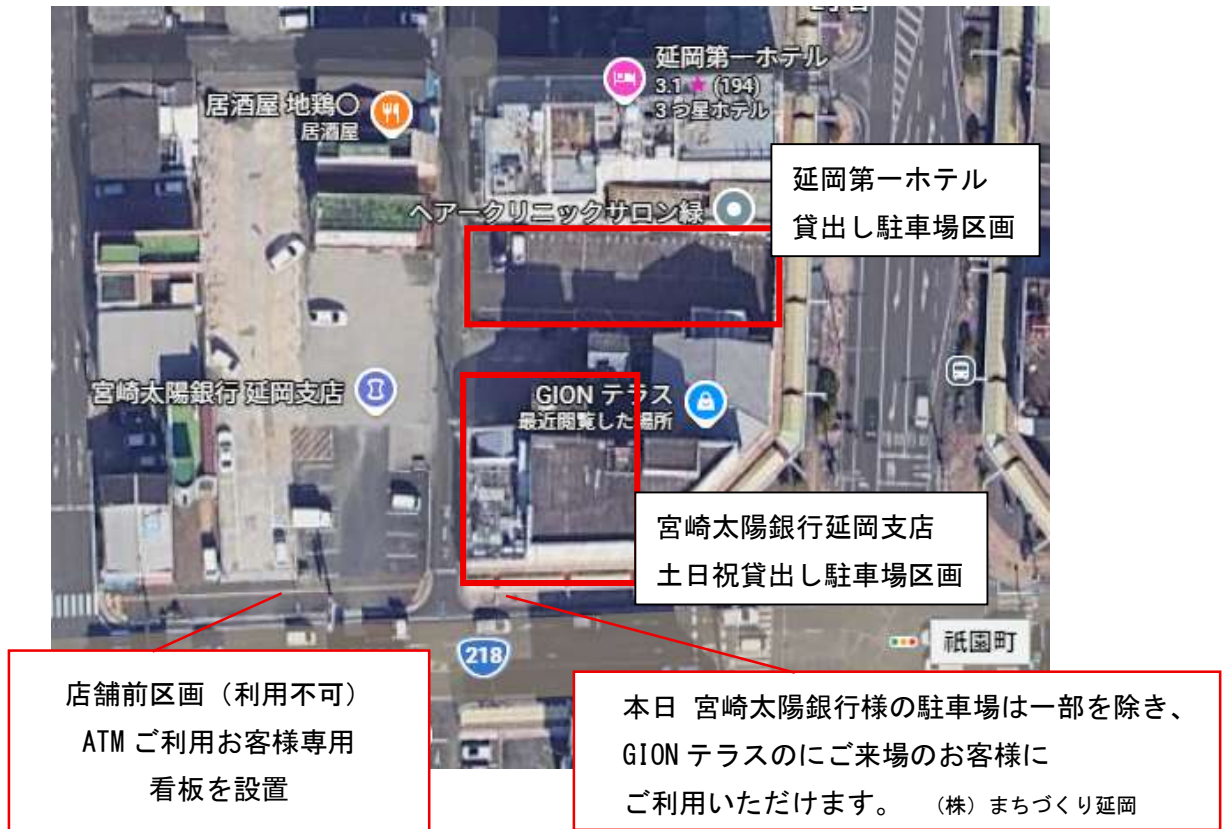 延岡第一ホテル
3.1 ★ (194)
3 つ星ホテル
居酒屋 地鶏〇
居酒屋
延岡第一ホテル
貸出し駐車場区画
ヘアークリニックサロン緑
宮崎太陽銀行 延岡支店
GION テラス
最近閲覧した場所
宮崎太陽銀行延岡支店
土日祝貸出し駐車場区画
218
祇園町
店舗前区画（利用不可）
ATM ご利用お客様専用
看板を設置
本日 宮崎太陽銀行様の駐車場は一部を除き、
GION テラスのにご来場のお客様に
ご利用いただけます。 （株）まちづくり延岡